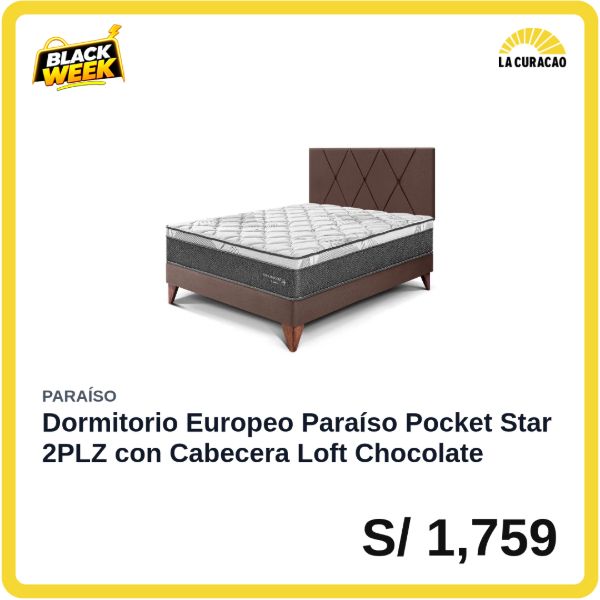 BLACK
WEEK
LA CURACAO
PARAÍSO
Dormitorio Europeo Paraíso Pocket Star
2PLZ con Cabecera Loft Chocolate
S/ 1,759